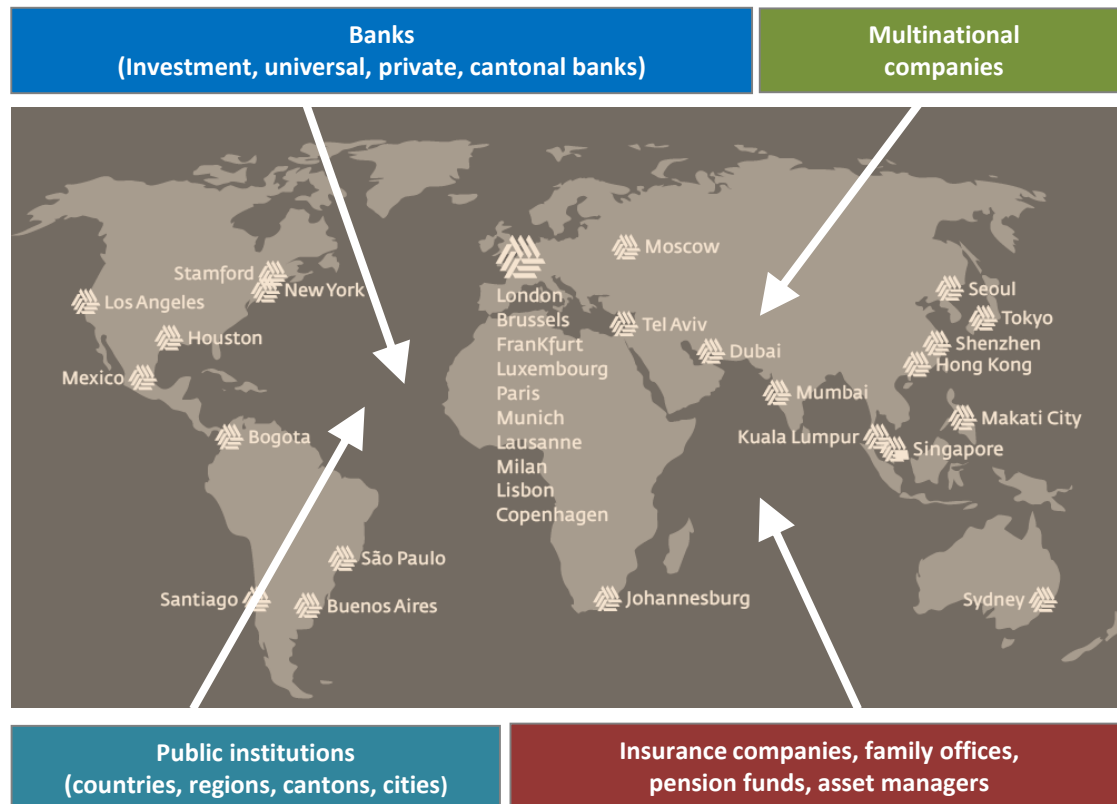 Banks
(Investment, universal, private, cantonal banks)
Multinational
companies
Stamford
New York
Los Angeles
Houston
Mexico
Bogota
São Paulo
Santiago
Buenos Aires
London
Brussels
FranKfurt
Luxembourg
Paris
Munich
Lausanne
Milan
Lisbon
Copenhagen
Moscow
Tel Aviv
Dubai
Mumbai
Johannesburg
Seoul
Tokyo
Shenzhen
Hong Kong
Makati City
Kuala Lumpur
Singapore
Sydney
Public institutions
(countries, regions, cantons, cities)
Insurance companies, family offices,
pension funds, asset managers